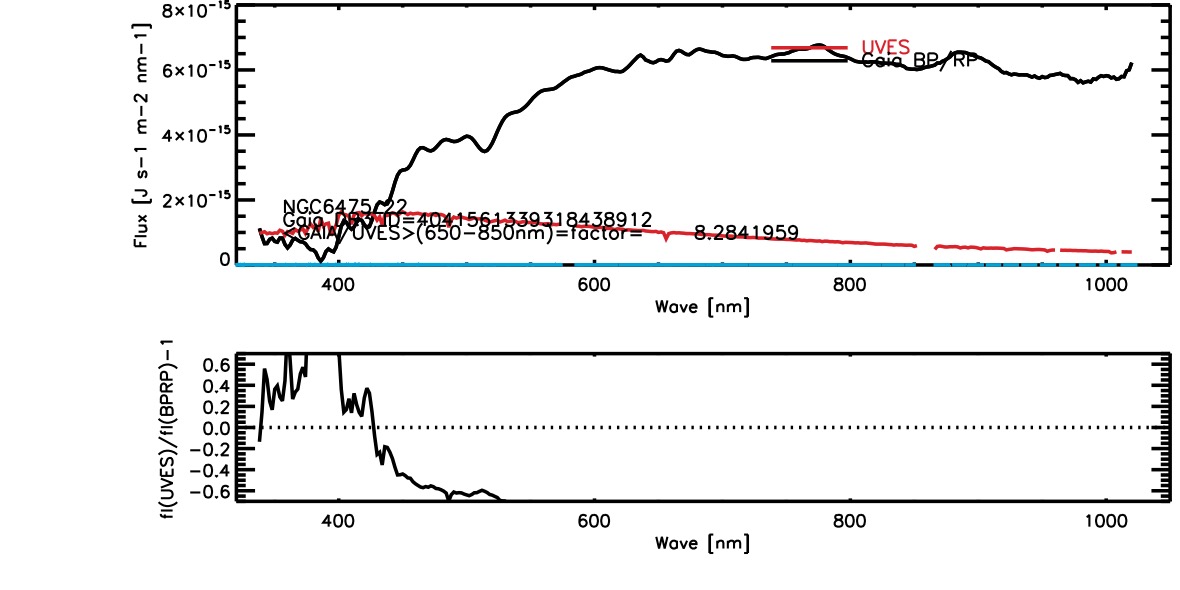 8×10−15
6×10−15
4×10−15
2×10−15
0
Flux [J s−1 m−2 nm−1]
UVES
Gaia BP/RP
NGC6475_22
Gaia DR3 ID=4041561339318438912
<GAIA/UVES>(650−850nm)=factor= 8.2841959
400 600 800 1000
Wave [nm]
0.6
0.4
0.2
0.0
−0.2
−0.4
−0.6
fl(UVES)/fl(BPRP)−1
400 600 800 1000
Wave [nm]